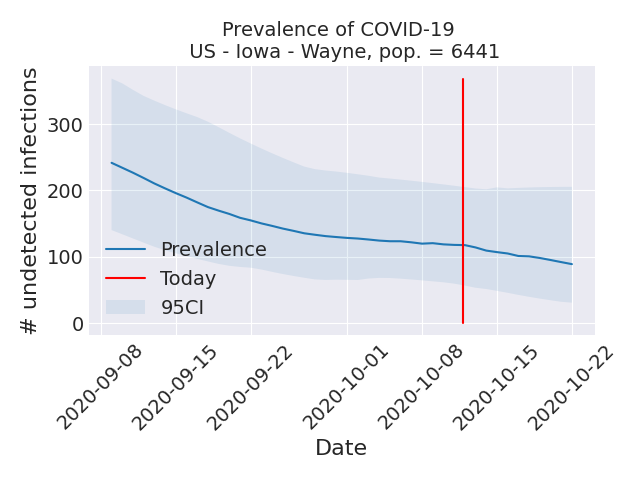 Prevalence of COVID-19
US - Iowa - Wayne, pop. = 6441
# undetected infections
300
200
100
0
Prevalence
Today
95CI
2020-09-08
2020-09-15
2020-09-22
2020-10-01
2020-10-08
2020-10-15
2020-10-22
Date